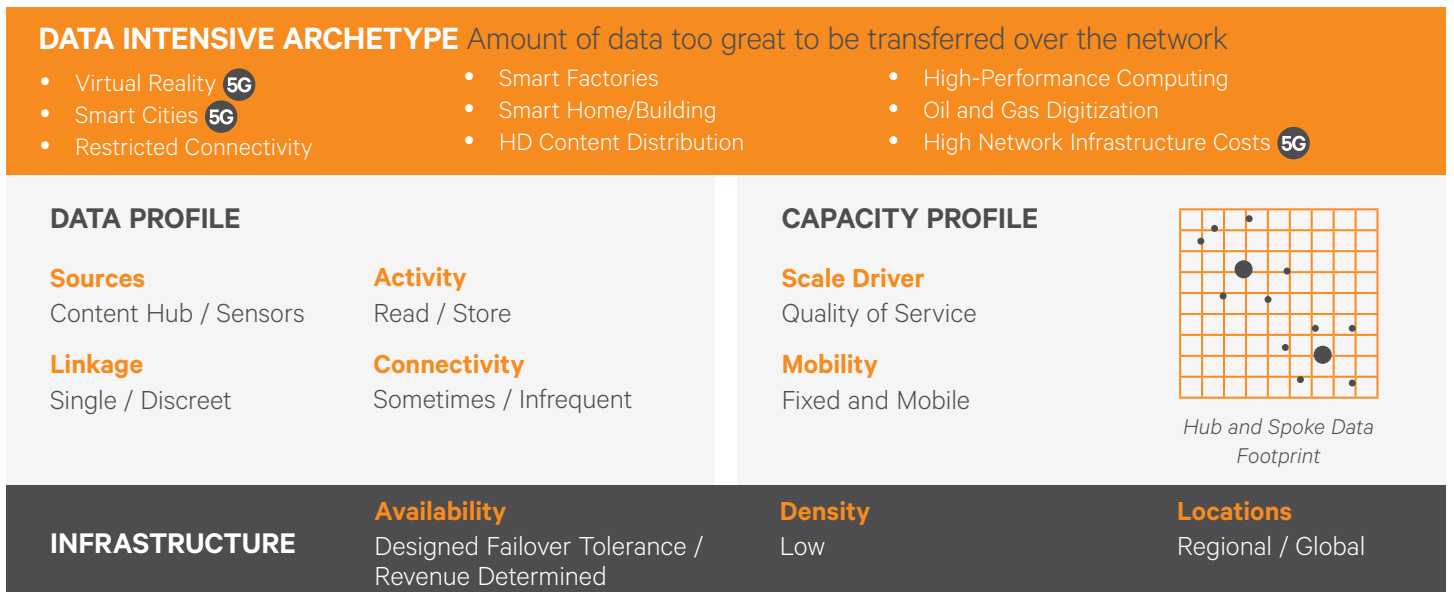 DATA INTENSIVE ARCHETYPE Amount of data too great to be transferred over the network
• Virtual Reality 5G
• Smart Cities 5G
• Restricted Connectivity
• Smart Factories
• Smart Home/Building
• HD Content Distribution
• High-Performance Computing
• Oil and Gas Digitization
• High Network Infrastructure Costs 5G
DATA PROFILE
Sources
Content Hub / Sensors
Activity
Read / Store
Linkage
Single / Discreet
Connectivity
Sometimes / Infrequent
CAPACITY PROFILE
Scale Driver
Quality of Service
Mobility
Fixed and Mobile
Hub and Spoke Data
Footprint
INFRASTRUCTURE
Availability
Designed Failover Tolerance /
Revenue Determined
Density
Low
Locations
Regional / Global